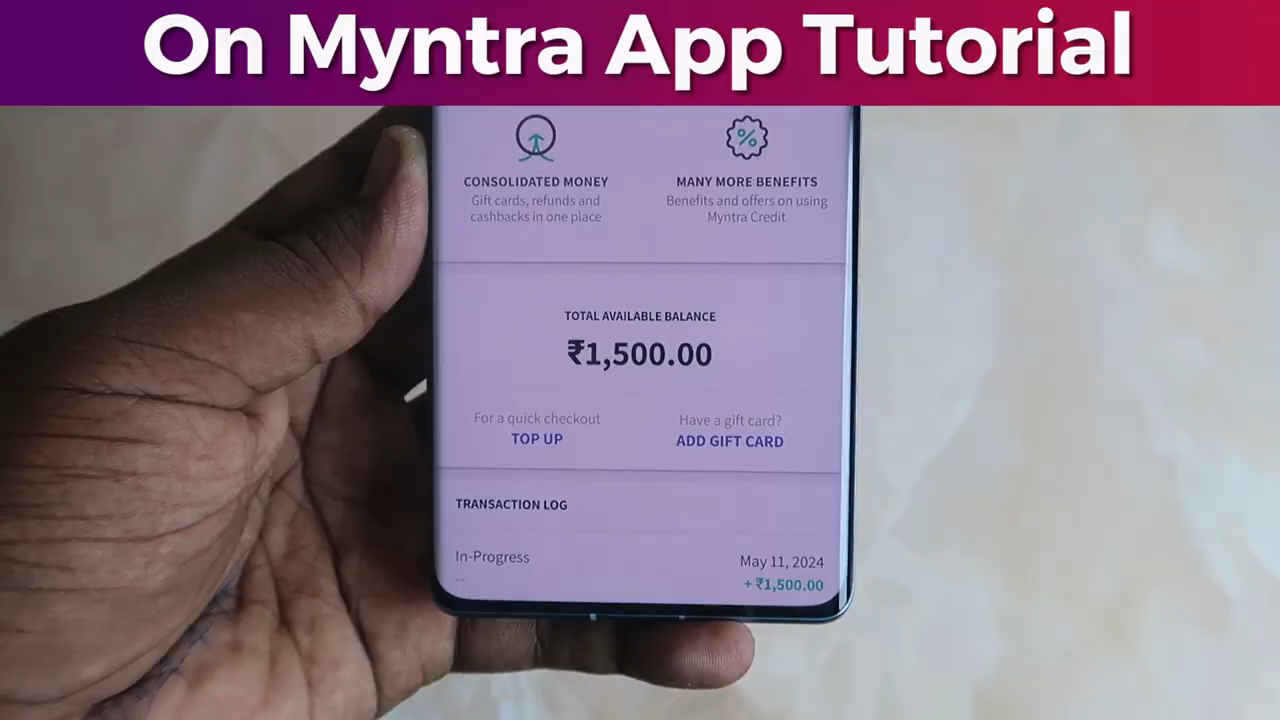 On Myntra App Tutorial
CONSOLIDATED MONEY
Gift cards, refunds and
cashbacks in one place
MANY MORE BENEFITS
Benefits and offers on using
Myntra Credit
TOTAL AVAILABLE BALANCE
₹1,500.00
For a quick checkout
TOP UP
Have a gift card?
ADD GIFT CARD
TRANSACTION LOG
In-Progress
--
May 11, 2024
+ ₹1,500.00